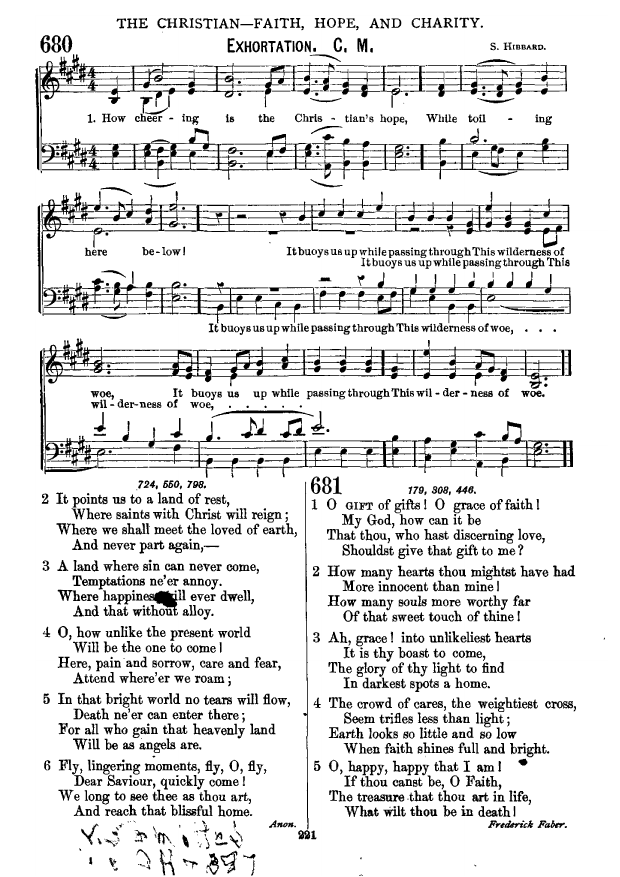 THE CHRISTIAN—FAITH, HOPE, AND CHARITY.
680
EXHORTATION. C. M.
S. HIBBARD.
1. How cheer - ing is the Chris - tian's hope, While toil - ing
here be-low! It buoys us up while passing through This wilderness of
It buoys us up while passing through This
It buoys us up while passing through This wilderness of woe, . . .
woe, It buoys us up while passing through This wil - der - ness of woe.
wil - der-ness of woe, . . . . .
724, 550, 798.
2 It points us to a land of rest,
Where saints with Christ will reign;
Where we shall meet the loved of earth,
And never part again,—
3 A land where sin can never come,
Temptations ne'er annoy.
Where happiness will ever dwell,
And that without alloy.
4 O, how unlike the present world
Will be the one to come!
Here, pain and sorrow, care and fear,
Attend where'er we roam;
5 In that bright world no tears will flow,
Death ne'er can enter there;
For all who gain that heavenly land
Will be as angels are.
6 Fly, lingering moments, fly, O, fly,
Dear Saviour, quickly come!
We long to see thee as thou art,
And reach that blissful home.
Anon.
681
179, 308, 446.
1 O GIFT of gifts! O grace of faith!
My God, how can it be
That thou, who hast discerning love,
Shouldst give that gift to me?
2 How many hearts thou mightst have had
More innocent than mine!
How many souls more worthy far
Of that sweet touch of thine!
3 Ah, grace! into unlikeliest hearts
It is thy boast to come,
The glory of thy light to find
In darkest spots a home.
4 The crowd of cares, the weightiest cross,
Seem trifles less than light;
Earth looks so little and so low
When faith shines full and bright.
5 O, happy, happy that I am!
If thou canst be, O Faith,
The treasure that thou art in life,
What wilt thou be in death!
Frederick Faber.
221